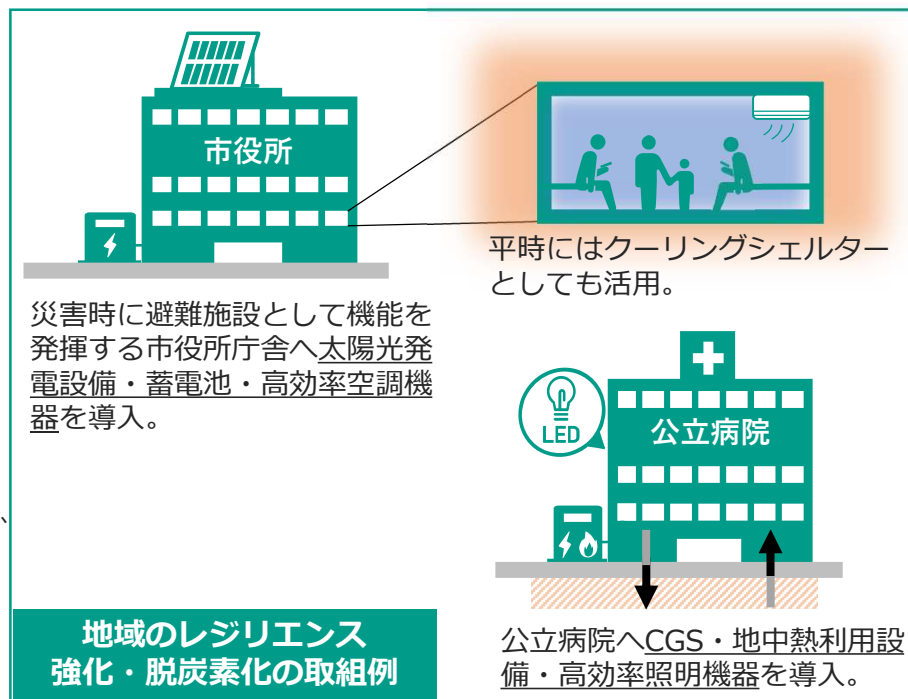 市役所
平時にはクーリングシェルター
としても活用。
災害時に避難施設として機能を
発揮する市役所庁舎へ太陽光発
電設備・蓄電池・高効率空調機
器を導入。
LED
公立病院
、
公立病院へCGS・地中熱利用設
備・高効率照明機器を導入。
地域のレジリエンス
強化・脱炭素化の取組例